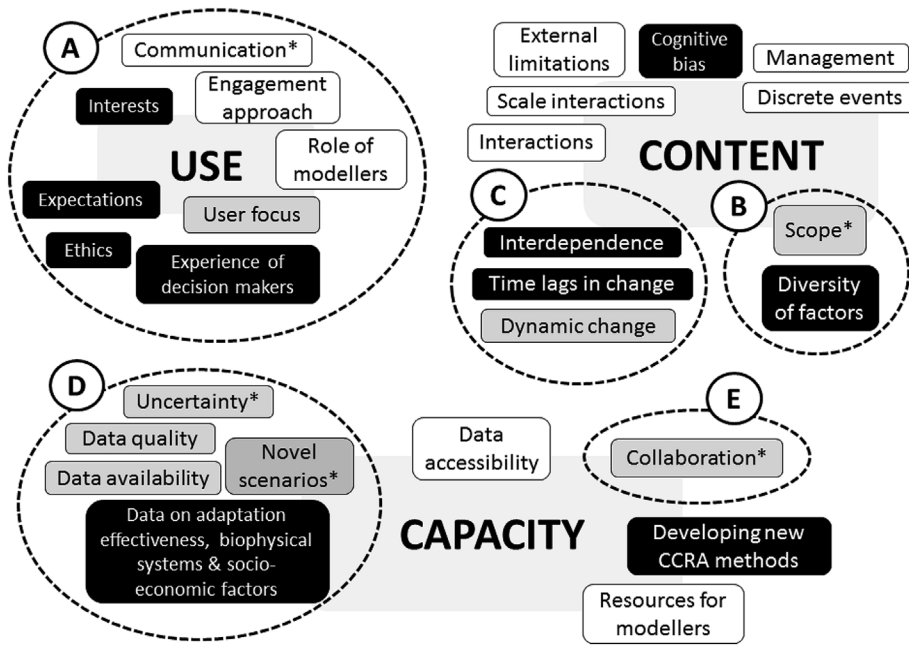 A
Communication*
Interests
Engagement
approach
USE
Role of
modellers
Expectations
User focus
Ethics
Experience of
decision makers
External
limitations
Cognitive
bias
Management
Scale interactions
Discrete events
Interactions
CONTENT
C
Interdependence
Time lags in change
Dynamic change
B
Scope*
Diversity
of factors
D
Uncertainty*
Data quality
Data availability
Novel
scenarios*
Data on adaptation
effectiveness, biophysical
systems & socio-
economic factors
Data
accessibility
CAPACITY
E
Collaboration*
Developing new
CCRA methods
Resources for
modellers